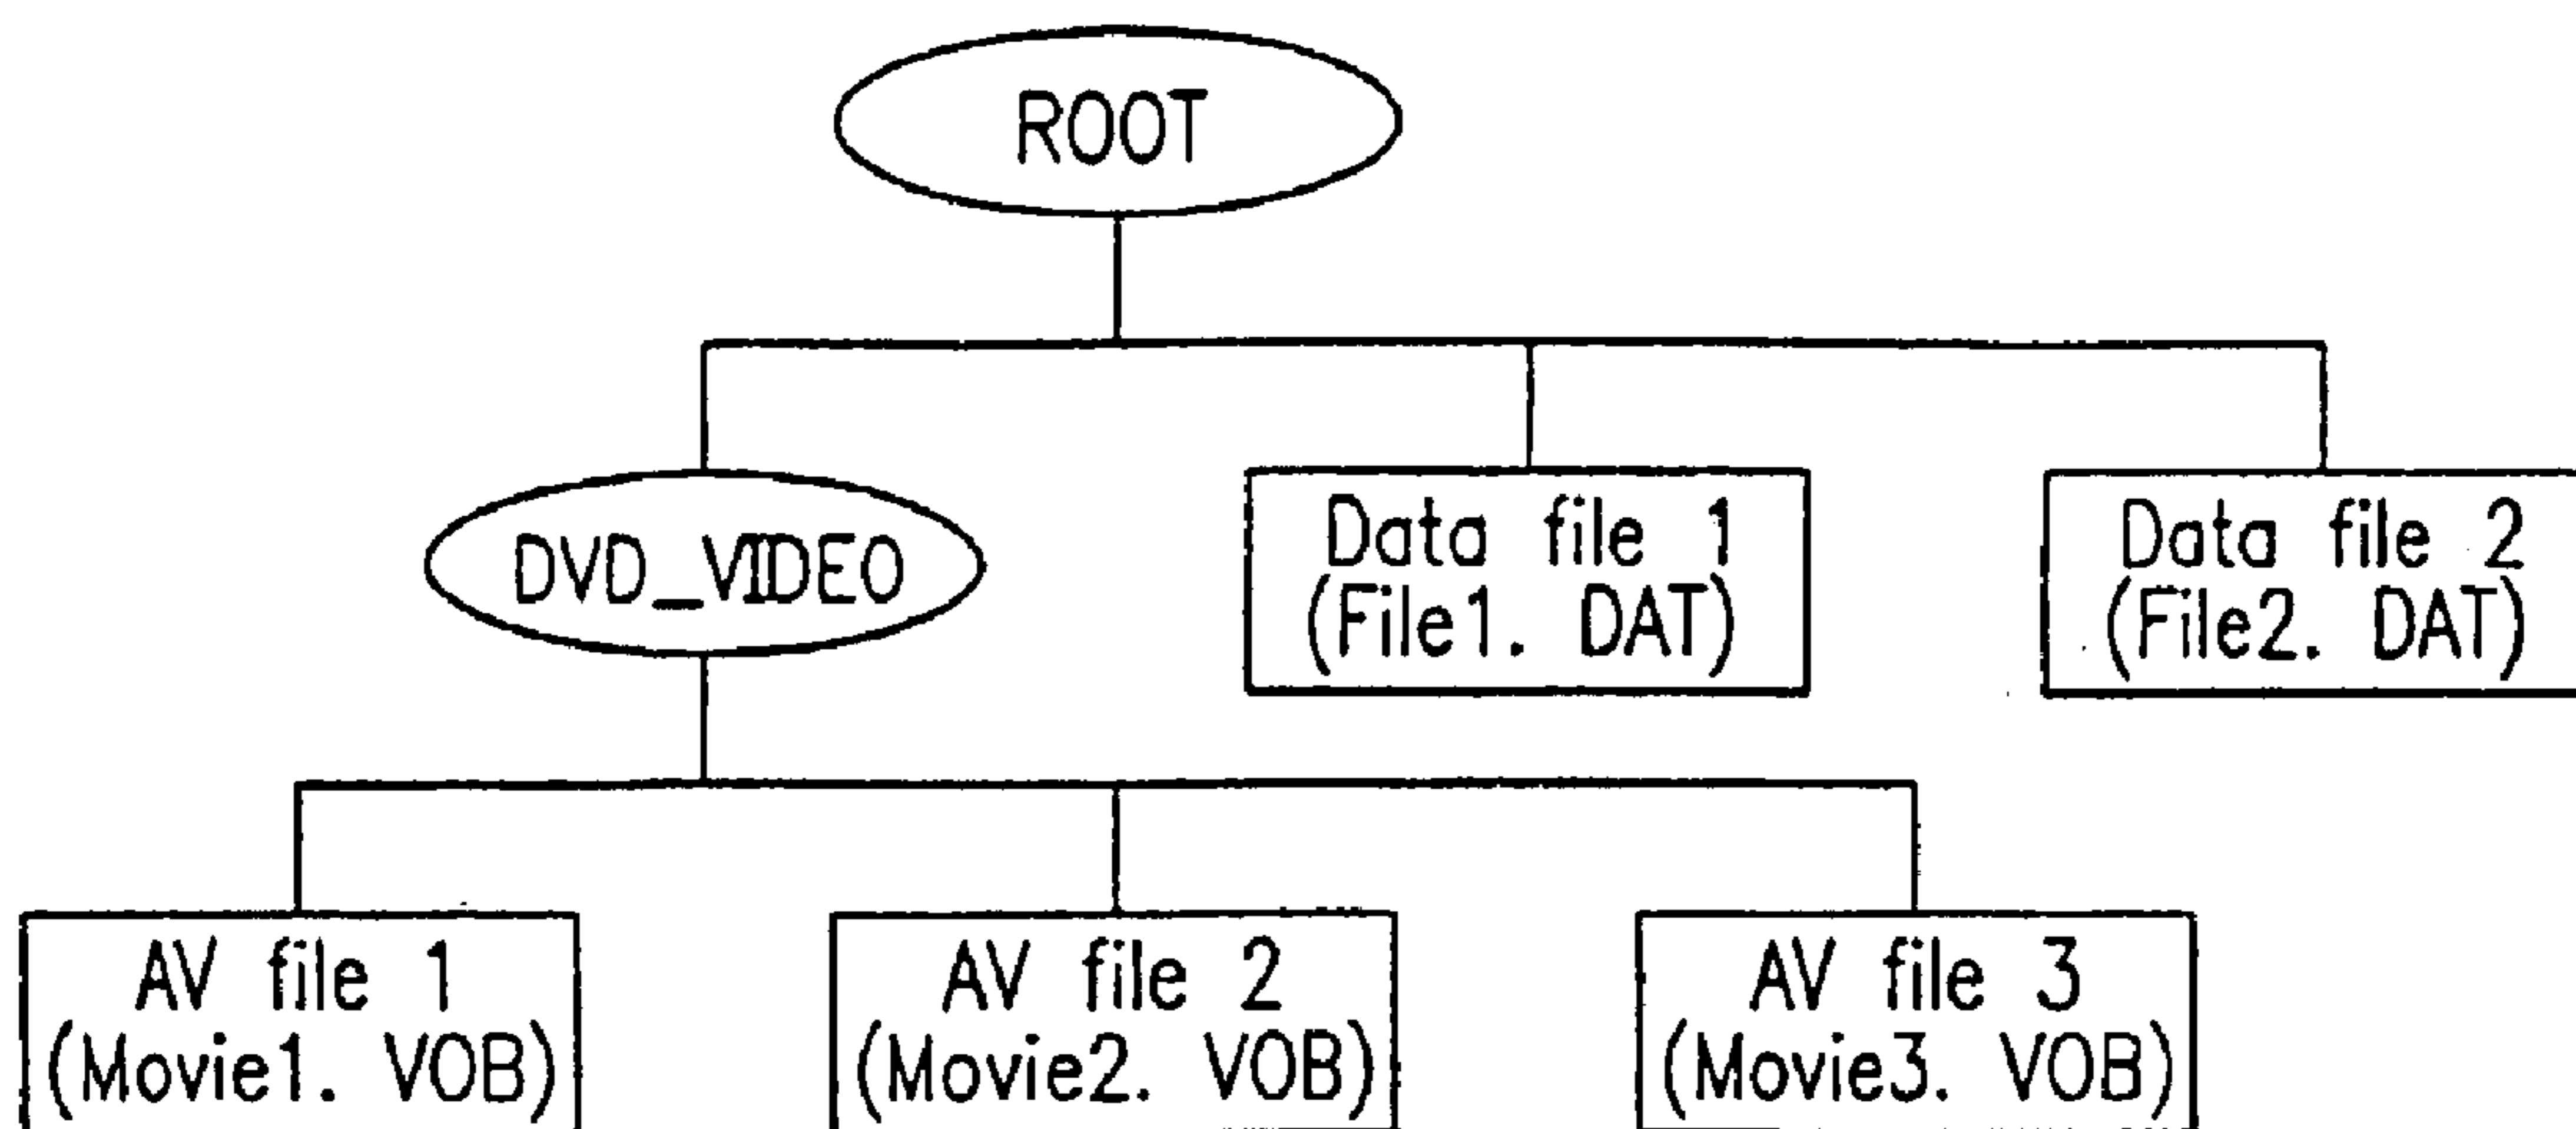 ROOT
DVD_VIDEO
Data file 1
(File1. DAT)
Data file 2
(File2. DAT)
AV file 1
(Movie1. VOB)
AV file 2
(Movie2. VOB)
AV file 3
(Movie3. VOB)